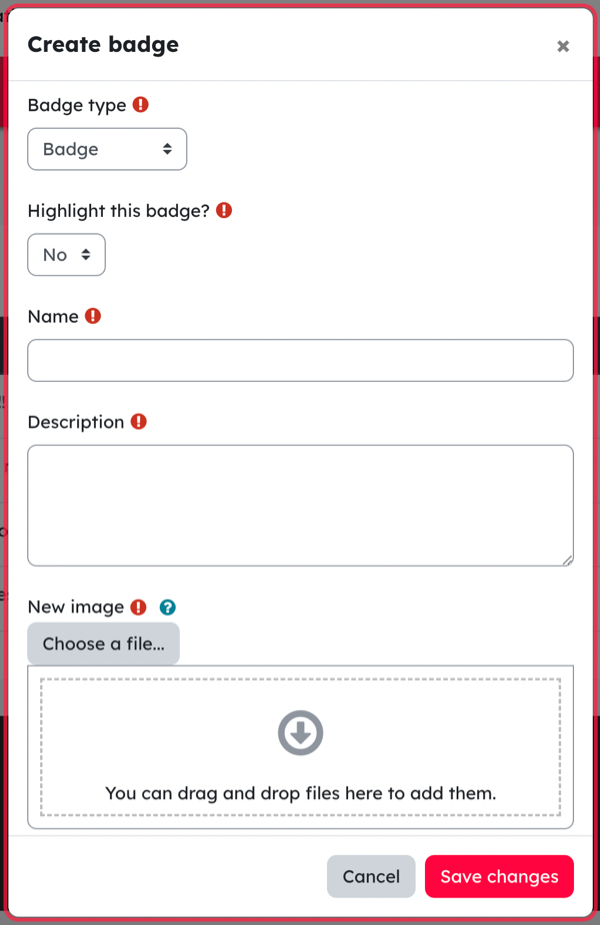 Create badge
Badge type
Badge
Highlight this badge?
No
Name
Description
New image
Choose a file...
You can drag and drop files here to add them.
Cancel
Save changes